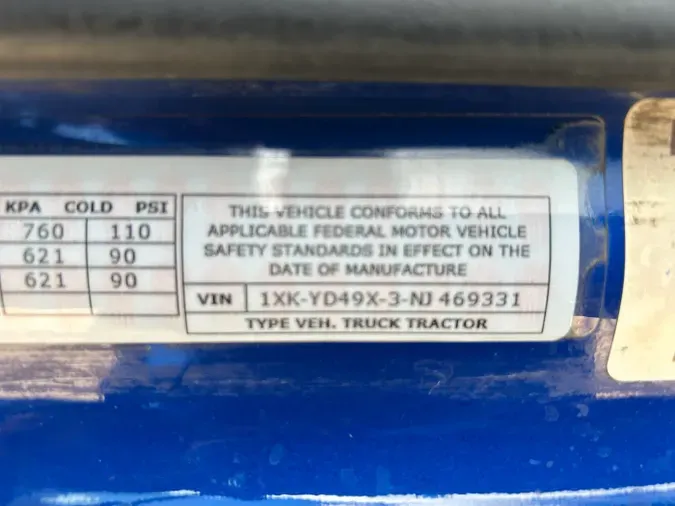 KPA COLD PSI
760 110
621 90
621 90
THIS VEHICLE CONFORMS TO ALL
APPLICABLE FEDERAL MOTOR VEHICLE
SAFETY STANDARDS IN EFFECT ON THE
DATE OF MANUFACTURE
VIN 1XK-YD49X-3-NJ 469331
TYPE VEH. TRUCK TRACTOR